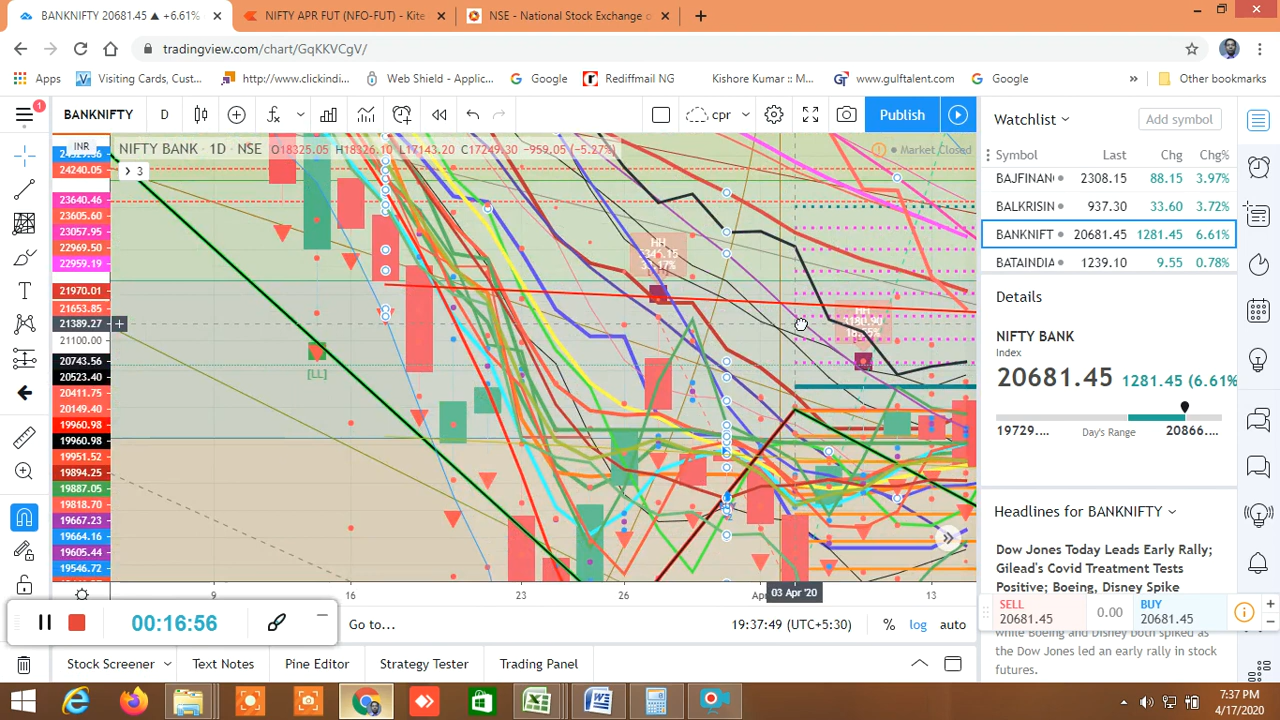 BANKNIFTY 20681.45 ▲ +6.61%
NIFTY APR FUT (NFO-FUT) - Kite
NSE - National Stock Exchange o
tradingview.com/chart/GqKKVCgV/
Apps
Visiting Cards, Cust...
http://www.clickindi...
Web Shield - Applic...
Google
Rediffmail NG
Kishore Kumar :: M...
www.gulftalent.com
Google
»
Other bookmarks
1
BANKNIFTY
D
cpr
Publish
Watchlist
Add symbol
INR
NIFTY BANK · 1D · NSE O18325.05 H18326.10 L17143.20 C17249.30 −959.05 (−5.27%)
Market Closed
> 3
Symbol Last Chg Chg%
BAJFINAN 2308.15 88.15 3.97%
BALKRISIN 937.30 33.60 3.72%
BANKNIFT 20681.45 1281.45 6.61%
BATAINDIA 1239.10 9.55 0.78%
24240.05
23640.46
23605.60
23057.95
22969.50
22959.19
21970.01
21653.85
21389.27
21100.00
20743.56
20523.40
20411.75
20149.40
19960.98
19960.98
19951.52
19894.25
19887.05
19818.70
19667.23
19664.16
19605.44
19546.72
HH
HH
[LL]
Details
NIFTY BANK
Index
20681.45 1281.45 (6.61%
19729.... Day's Range 20866....
Headlines for BANKNIFTY
Dow Jones Today Leads Early Rally;
Gilead's Covid Treatment Tests
Positive; Boeing, Disney Spike
while Boeing and Disney both spiked as
the Dow Jones led an early rally in stock
futures.
SELL
20681.45
0.00
BUY
20681.45
9
16
23
26
Apr
03 Apr '20
13
00:16:56
Go to...
19:37:49 (UTC+5:30)
%
log
auto
Stock Screener
Text Notes
Pine Editor
Strategy Tester
Trading Panel
7:37 PM
4/17/2020